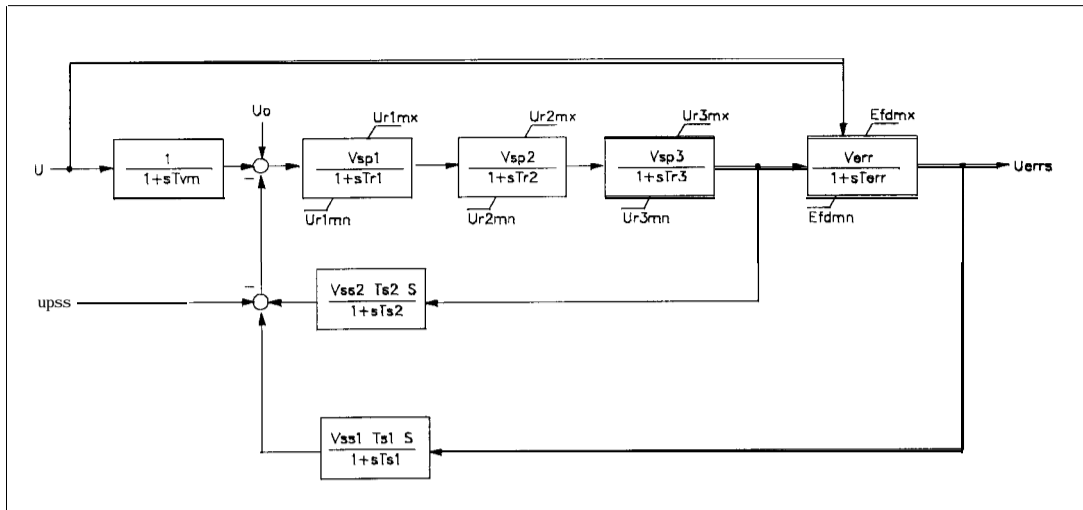 Efdmx
Uo
Ur1mx
Ur2mx
Ur3mx
U
1
1+sTvm
Vsp1
1+sTr1
Vsp2
1+sTr2
Vsp3
1+sTr3
Verr
1+sTerr
Uerrs
–
Ur1mn
Ur2mn
Ur3mn
Efdmn
–
upss
Vss2 Ts2 S
1+sTs2
Vss1 Ts1 S
1+sTs1